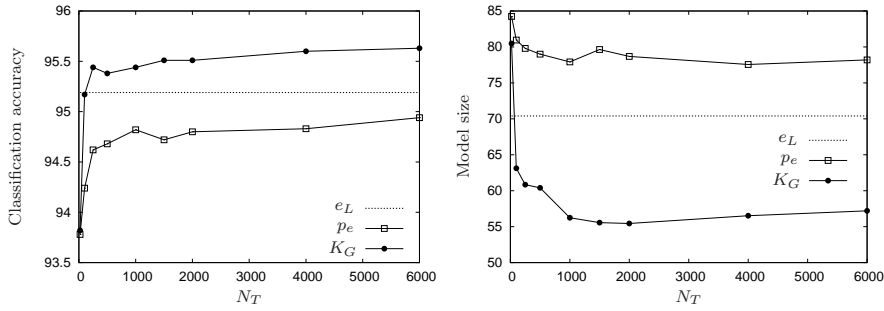 Classification accuracy
96
95.5
95
94.5
94
93.5
e_L
p_e
K_G
0 1000 2000 3000 4000 5000 6000
N_T
Model size
85
80
75
70
65
60
55
50
e_L
p_e
K_G
0 1000 2000 3000 4000 5000 6000
N_T